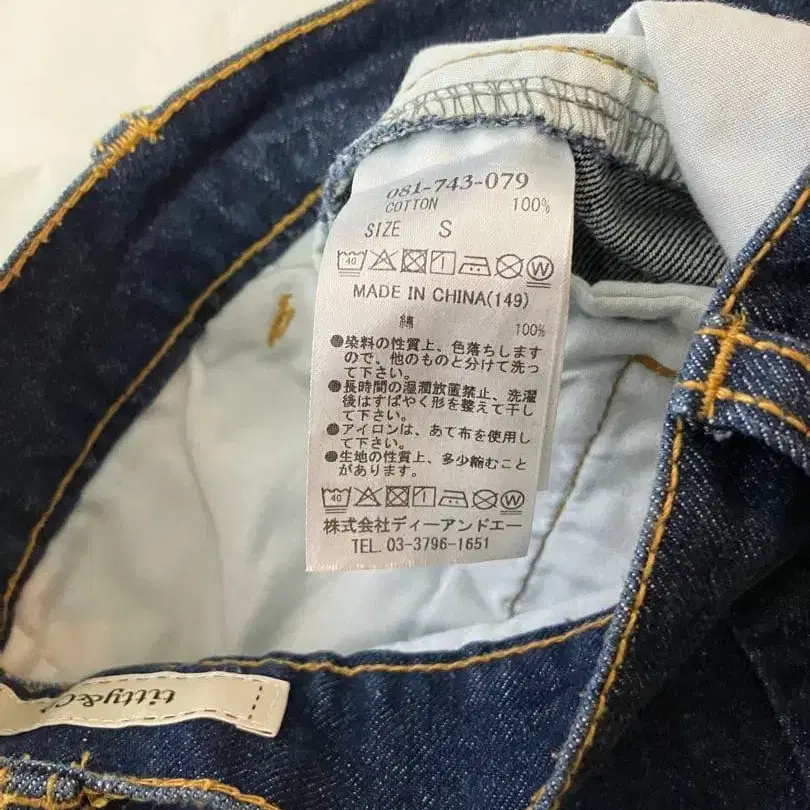 081-743-079
COTTON 100%
SIZE S
40 W
MADE IN CHINA(149)
綿 100%
●染料の性質上、色落ちします
ので、他のものと分けて洗っ
て下さい。
●長時間の湿潤放置禁止、洗濯
後はすばやく形を整えて干し
て下さい。
●アイロンは、あて布を使用し
て下さい。
●生地の性質上、多少縮むこと
があります。
40 W
株式会社ディーアンドエー
TEL. 03-3796-1651
titty&C